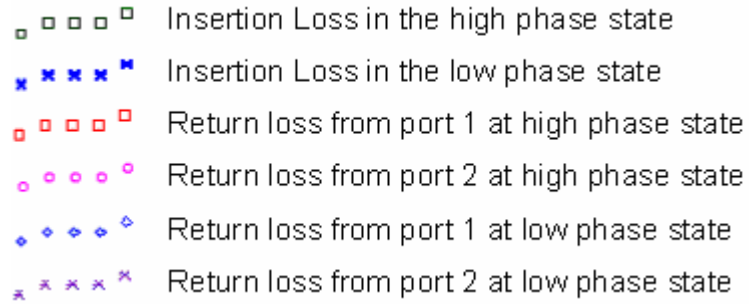 Insertion Loss in the high phase state
Insertion Loss in the low phase state
Return loss from port 1 at high phase state
Return loss from port 2 at high phase state
Return loss from port 1 at low phase state
Return loss from port 2 at low phase state